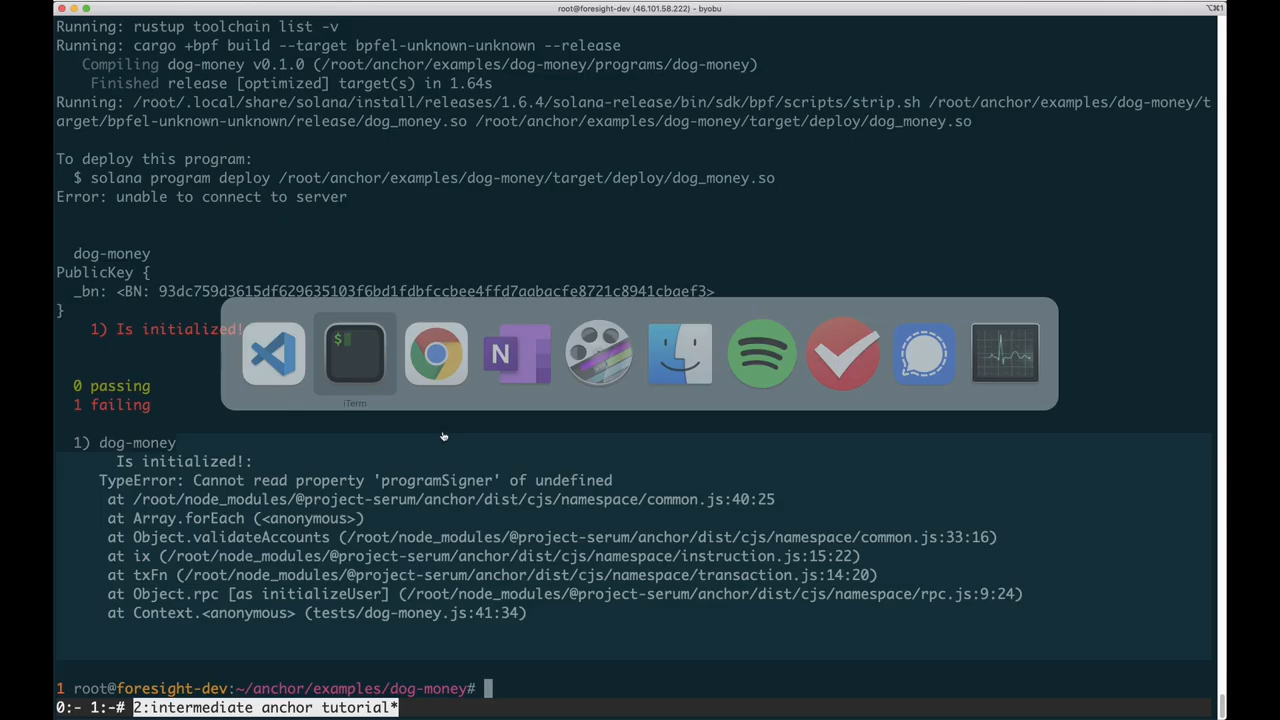 root@foresight-dev (46.101.58.222) - byobu
⌥⌘1
Running: rustup toolchain list -v
Running: cargo +bpf build --target bpfel-unknown-unknown --release
Compiling dog-money v0.1.0 (/root/anchor/examples/dog-money/programs/dog-money)
Finished release [optimized] target(s) in 1.64s
Running: /root/.local/share/solana/install/releases/1.6.4/solana-release/bin/sdk/bpf/scripts/strip.sh /root/anchor/examples/dog-money/t
arget/bpfel-unknown-unknown/release/dog_money.so /root/anchor/examples/dog-money/target/deploy/dog_money.so
To deploy this program:
$ solana program deploy /root/anchor/examples/dog-money/target/deploy/dog_money.so
Error: unable to connect to server
dog-money
PublicKey {
_bn: <BN: 93dc759d3615df629635103f6bd1fdbfccbee4ffd7aabacfe8721c8941cbaef3>
}
1) Is initialized!
$
N
iTerm
0 passing
1 failing
1) dog-money
Is initialized!:
TypeError: Cannot read property 'programSigner' of undefined
at /root/node_modules/@project-serum/anchor/dist/cjs/namespace/common.js:40:25
at Array.forEach (<anonymous>)
at Object.validateAccounts (/root/node_modules/@project-serum/anchor/dist/cjs/namespace/common.js:33:16)
at ix (/root/node_modules/@project-serum/anchor/dist/cjs/namespace/instruction.js:15:22)
at txFn (/root/node_modules/@project-serum/anchor/dist/cjs/namespace/transaction.js:14:20)
at Object.rpc [as initializeUser] (/root/node_modules/@project-serum/anchor/dist/cjs/namespace/rpc.js:9:24)
at Context.<anonymous> (tests/dog-money.js:41:34)
1 root@foresight-dev:~/anchor/examples/dog-money#
0:- 1:-# 2:intermediate anchor tutorial*